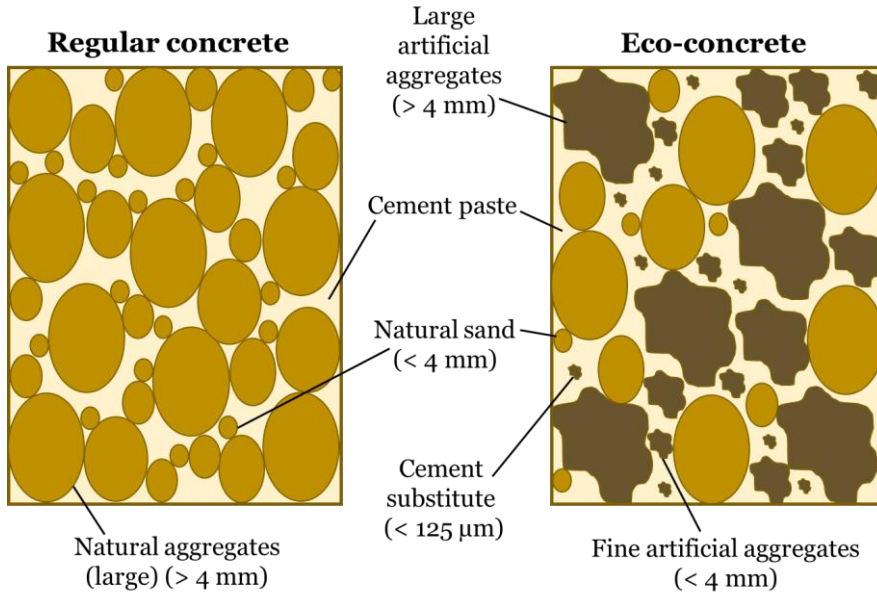 Regular concrete
Large
artificial
aggregates
(> 4 mm)
Eco-concrete
Cement paste
Natural sand
(< 4 mm)
Cement
substitute
(< 125 µm)
Natural aggregates
(large) (> 4 mm)
Fine artificial aggregates
(< 4 mm)